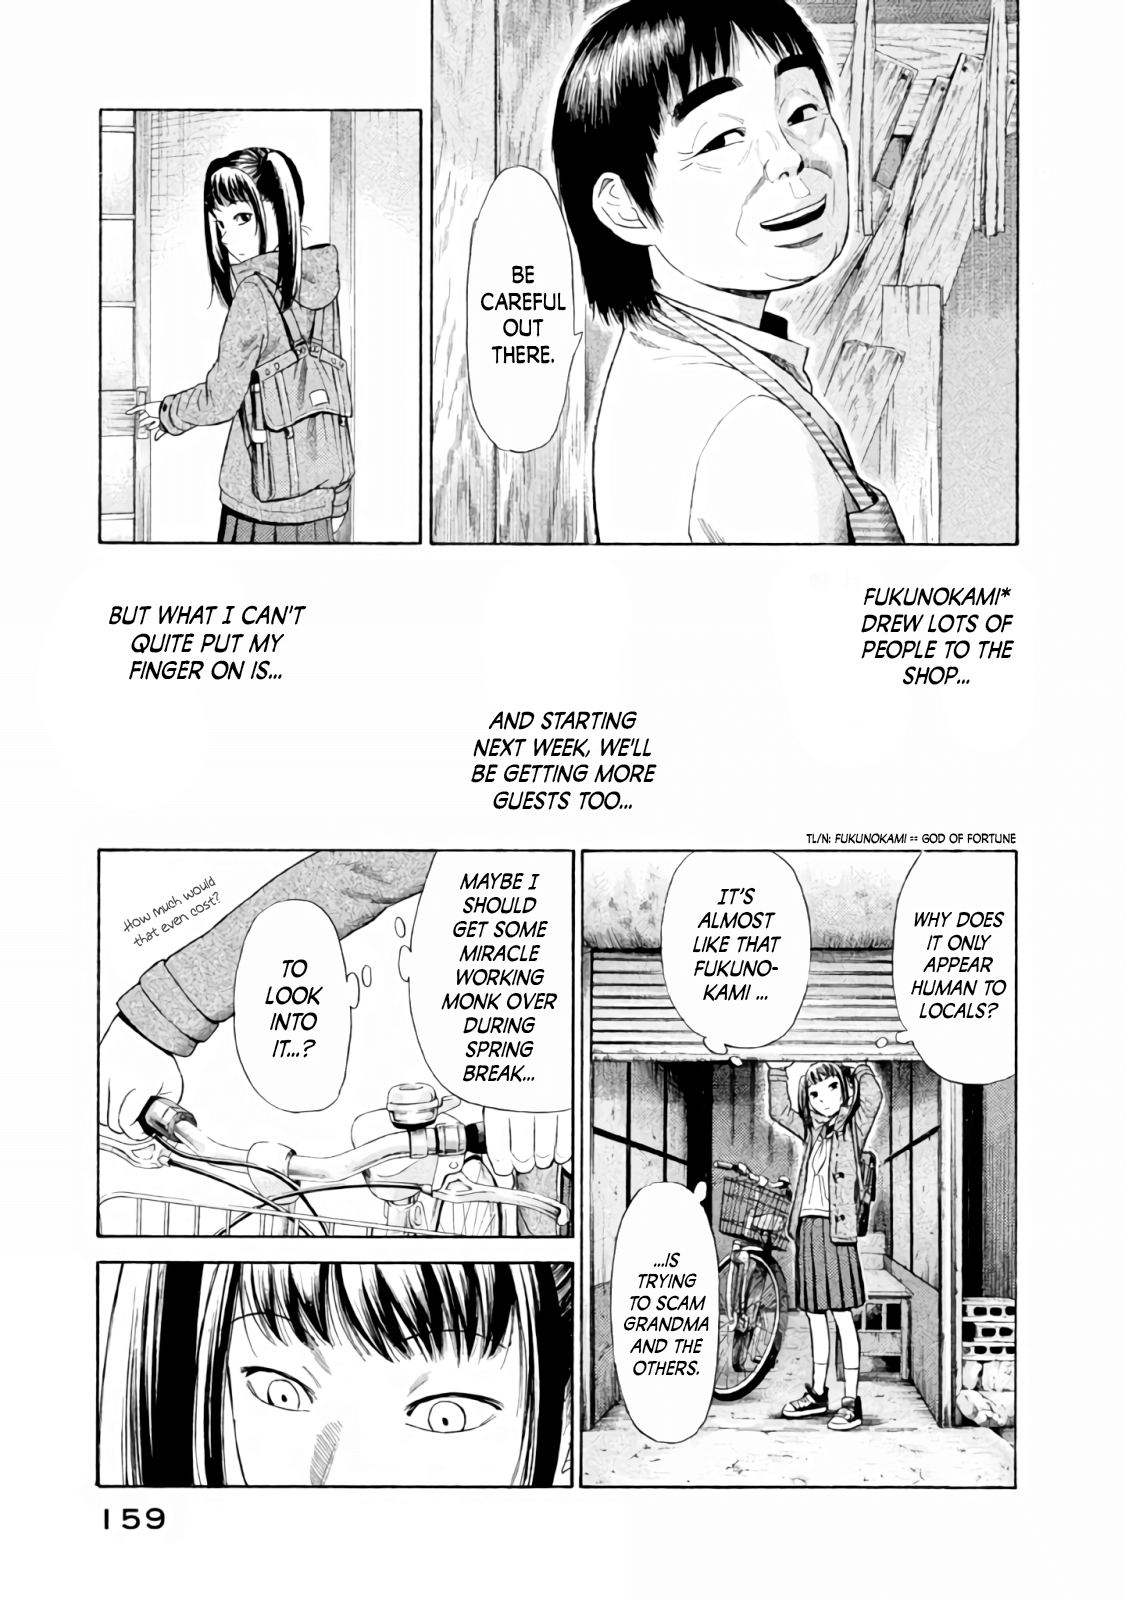 BE
CAREFUL
OUT
THERE.
FUKUNOKAMI*
DREW LOTS OF
PEOPLE TO THE
SHOP...
AND STARTING
NEXT WEEK, WE'LL
BE GETTING MORE
GUESTS TOO...
BUT WHAT I CAN'T
QUITE PUT MY
FINGER ON IS...
TL/N: FUKUNOKAMI == GOD OF FORTUNE
WHY DOES
IT ONLY
APPEAR
HUMAN TO
LOCALS?
IT'S
ALMOST
LIKE THAT
FUKUNO-
KAMI ...
...IS
TRYING
TO SCAM
GRANDMA
AND THE
OTHERS.
MAYBE I
SHOULD
GET SOME
MIRACLE
WORKING
MONK OVER
DURING
SPRING
BREAK...
TO
LOOK
INTO
IT...?
How much would
that even cost?
159